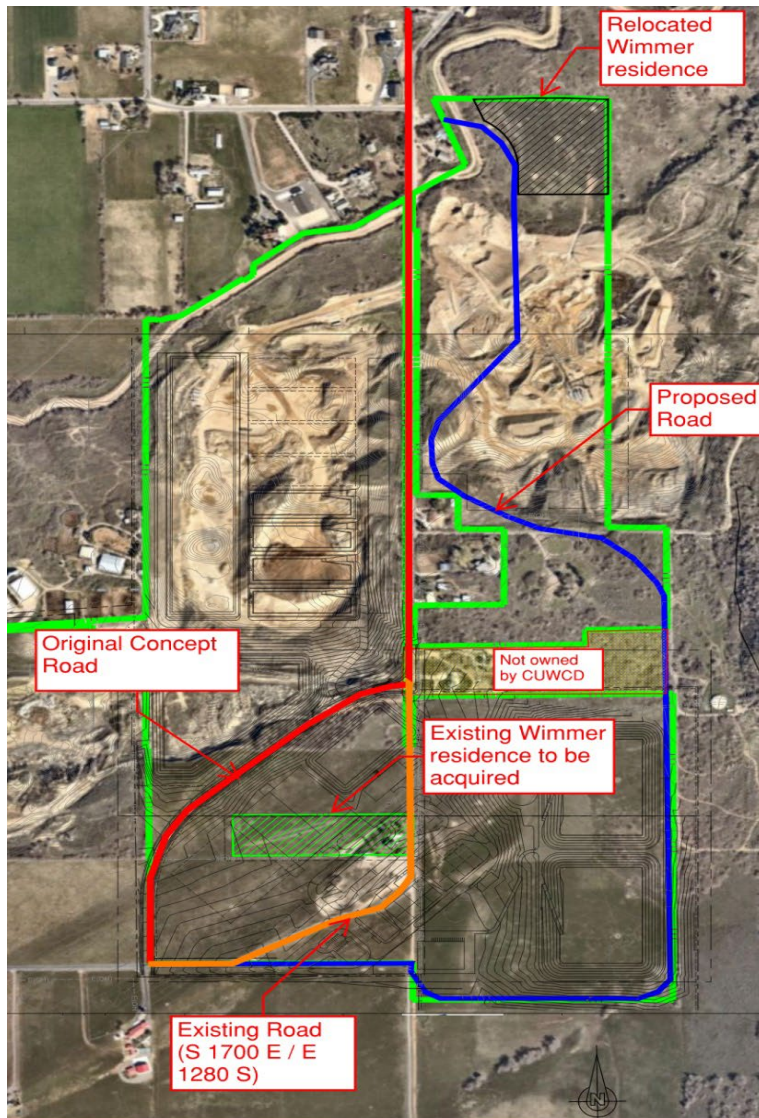 Relocated
Wimmer
residence
Proposed
Road
Original Concept
Road
Not owned
by CUWCD
Existing Wimmer
residence to be
acquired
Existing Road
(S 1700 E / E
1280 S)
N